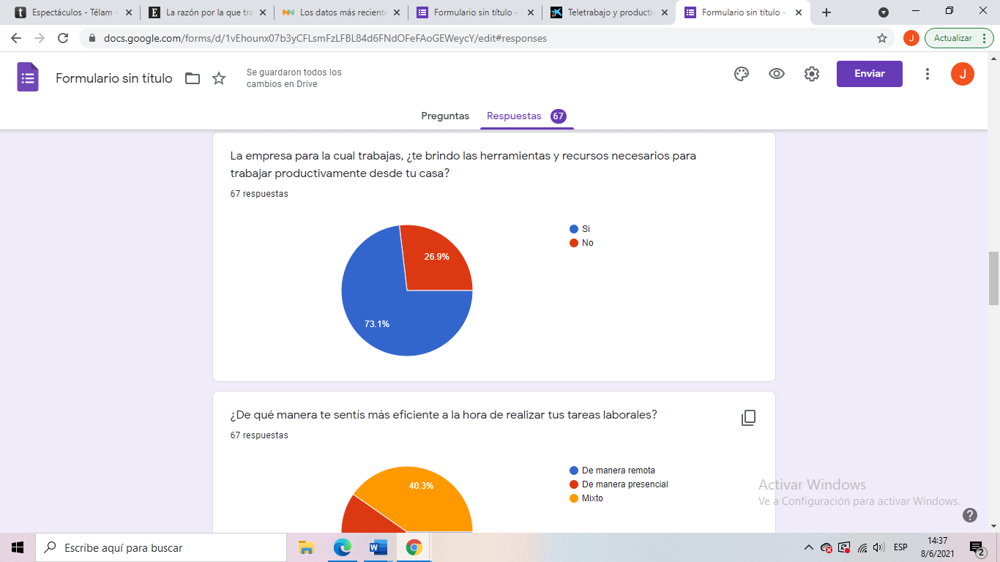 Espectáculos - Télam -
La razón por la que tra
Los datos más reciente
Formulario sin título -
Teletrabajo y productiv
Formulario sin título -
docs.google.com/forms/d/1vEhounx07b3yCFLsmFzLFBL84d6FNdOFeFAoGEWeycY/edit#responses
J
Actualizar
Formulario sin título
Se guardaron todos los
cambios en Drive
Enviar
J
Preguntas
Respuestas
67
La empresa para la cual trabajas, ¿te brindo las herramientas y recursos necesarios para
trabajar productivamente desde tu casa?
67 respuestas
Si
No
26.9%
73.1%
¿De qué manera te sentís más eficiente a la hora de realizar tus tareas laborales?
67 respuestas
De manera remota
De manera presencial
Mixto
40.3%
Activar Windows
Ve a Configuración para activar Windows.
Escribe aquí para buscar
ESP
14:37
8/6/2021
2